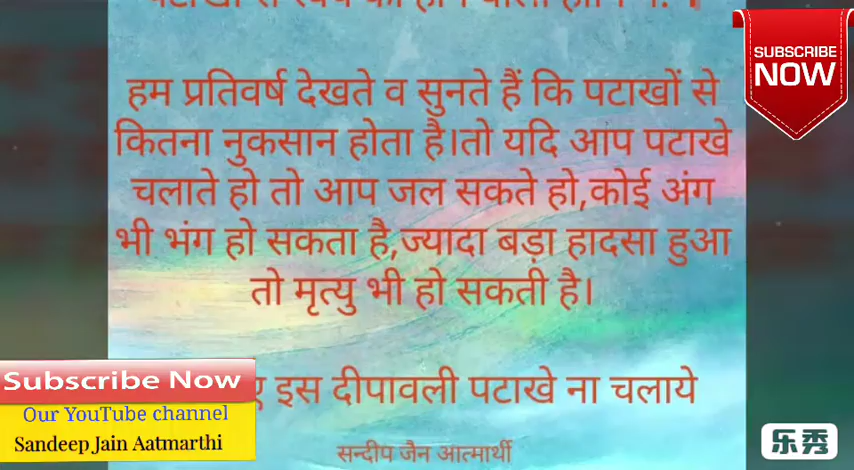 SUBSCRIBE
NOW
हम प्रतिवर्ष देखते व सुनते हैं कि पटाखों से
कितना नुकसान होता है।तो यदि आप पटाखे
चलाते हो तो आप जल सकते हो,कोई अंग
भी भंग हो सकता है,ज्यादा बड़ा हादसा हुआ
तो मृत्यु भी हो सकती है।
इस दीपावली पटाखे ना चलाये
सन्दीप जैन आत्मार्थी
Subscribe Now
Our YouTube channel
Sandeep Jain Aatmarthi
乐秀